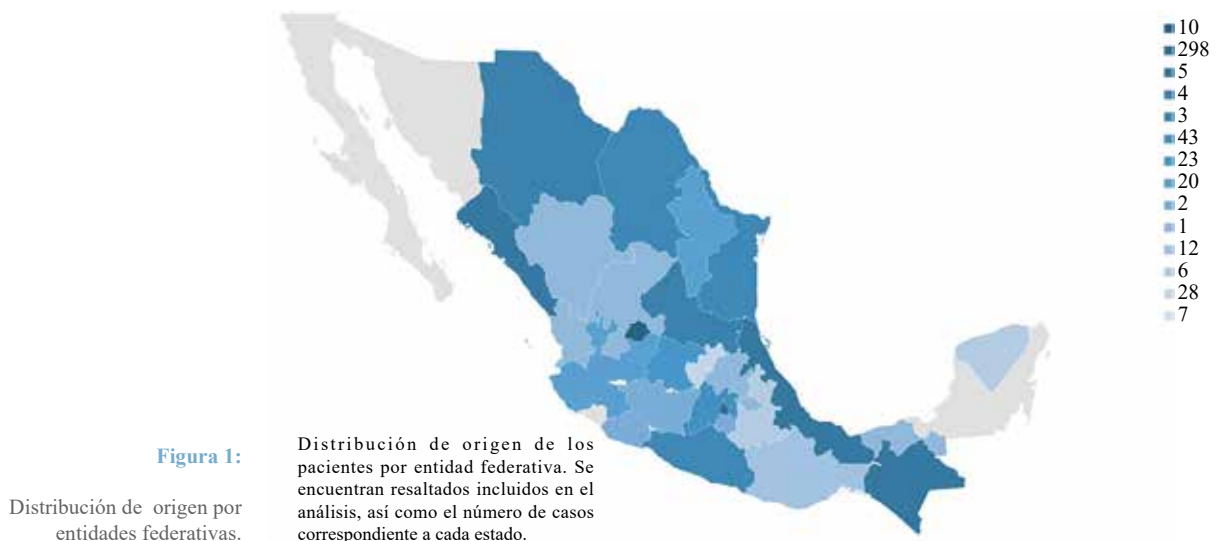 10
298
5
4
3
43
23
20
2
1
12
6
28
7
Figura 1:
Distribución de origen por
entidades federativas.
Distribución de origen de los
pacientes por entidad federativa. Se
encuentran resaltados incluidos en el
análisis, así como el número de casos
correspondiente a cada estado.